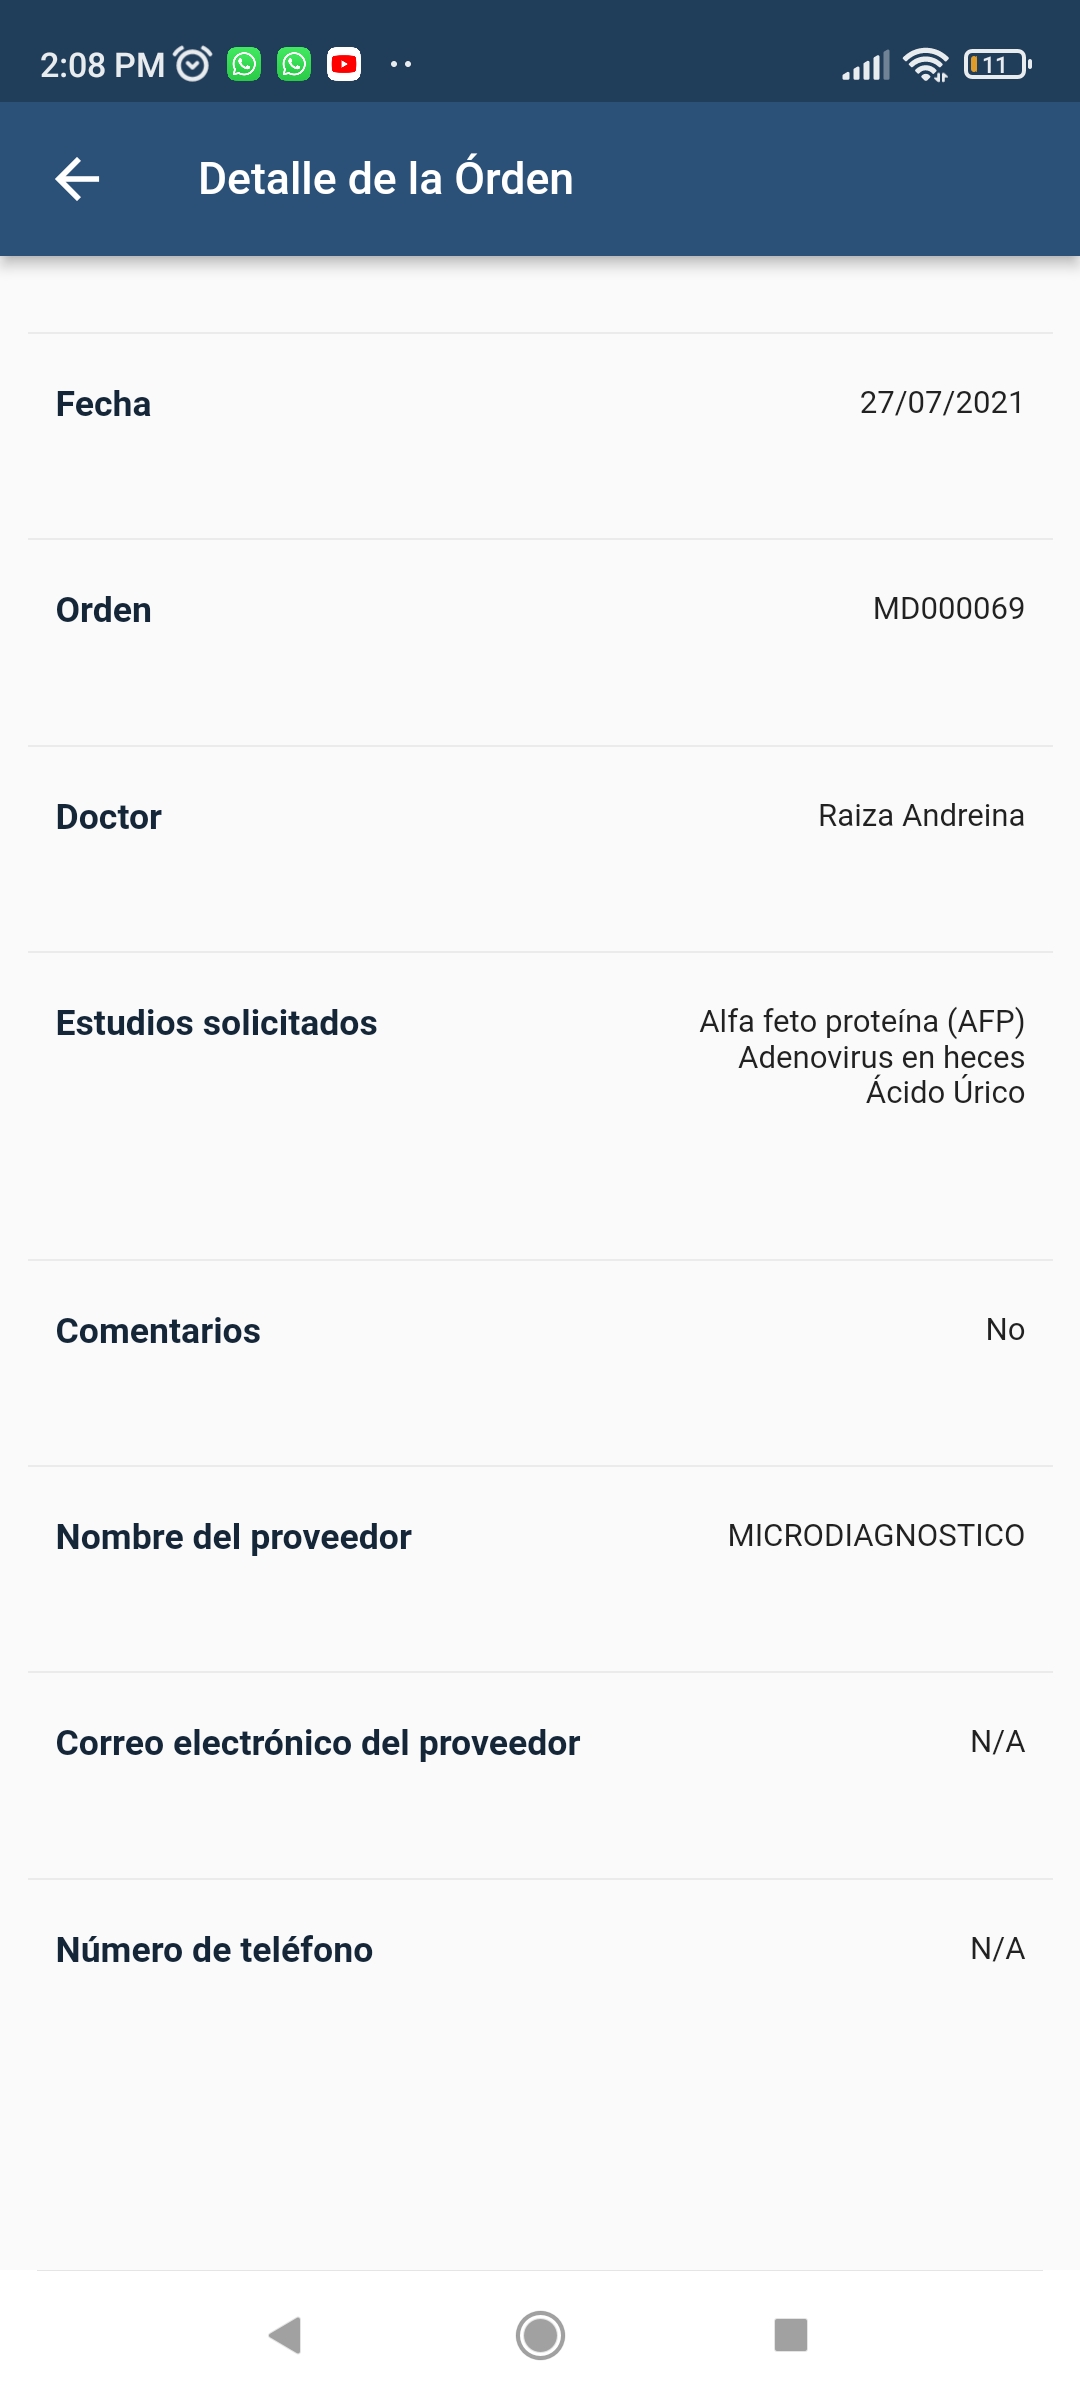 2:08 PM
11
Detalle de la Órden
Fecha
27/07/2021
Orden
MD000069
Doctor
Raiza Andreina
Estudios solicitados
Alfa feto proteína (AFP)
Adenovirus en heces
Ácido Úrico
Comentarios
No
Nombre del proveedor
MICRODIAGNOSTICO
Correo electrónico del proveedor
N/A
Número de teléfono
N/A